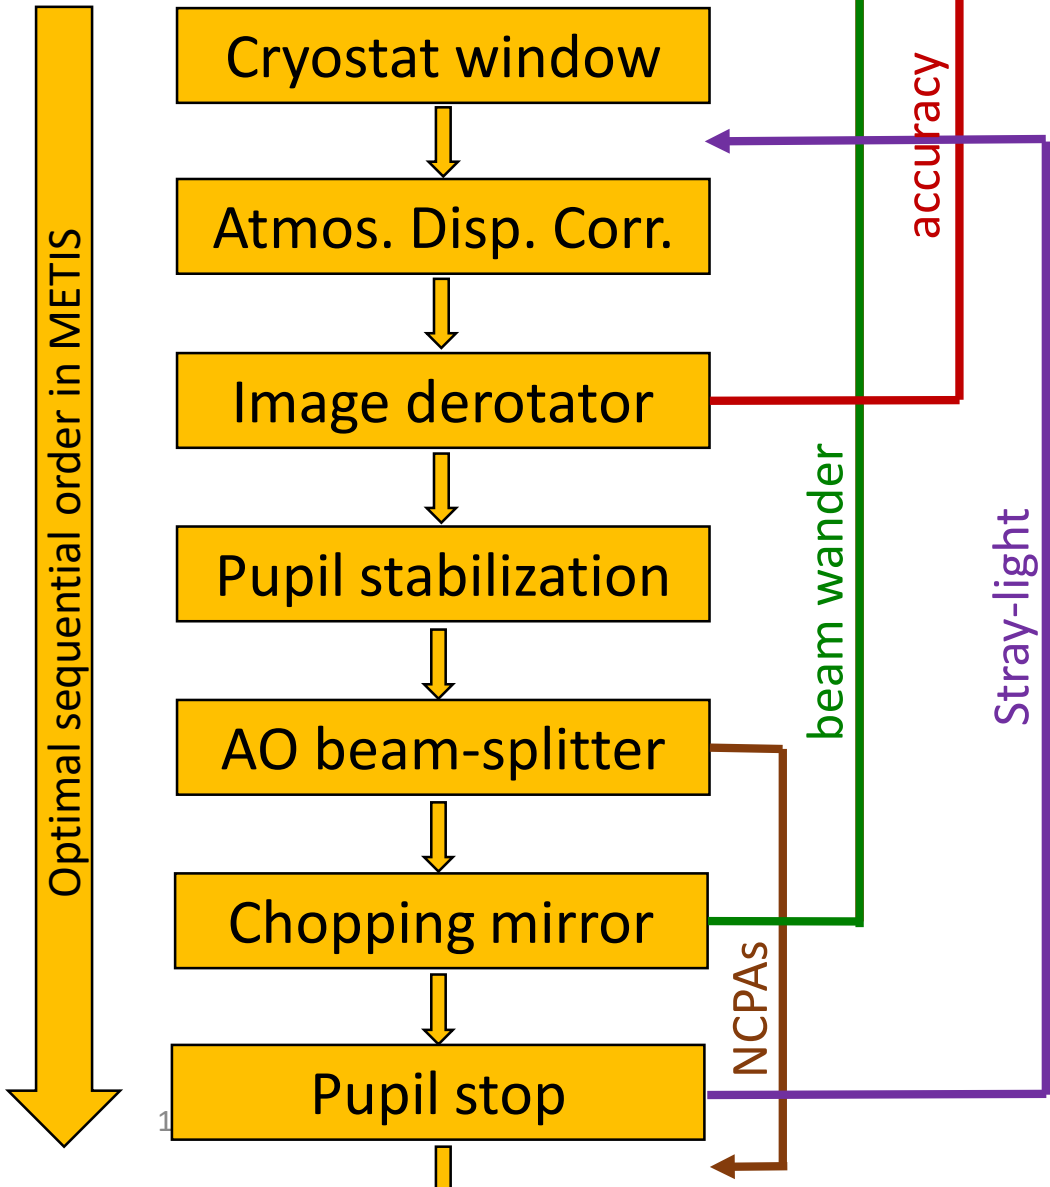 Optimal sequential order in METIS
Cryostat window
Atmos. Disp. Corr.
Image derotator
Pupil stabilization
AO beam-splitter
Chopping mirror
Pupil stop
1
accuracy
beam wander
Stray-light
NCPAs